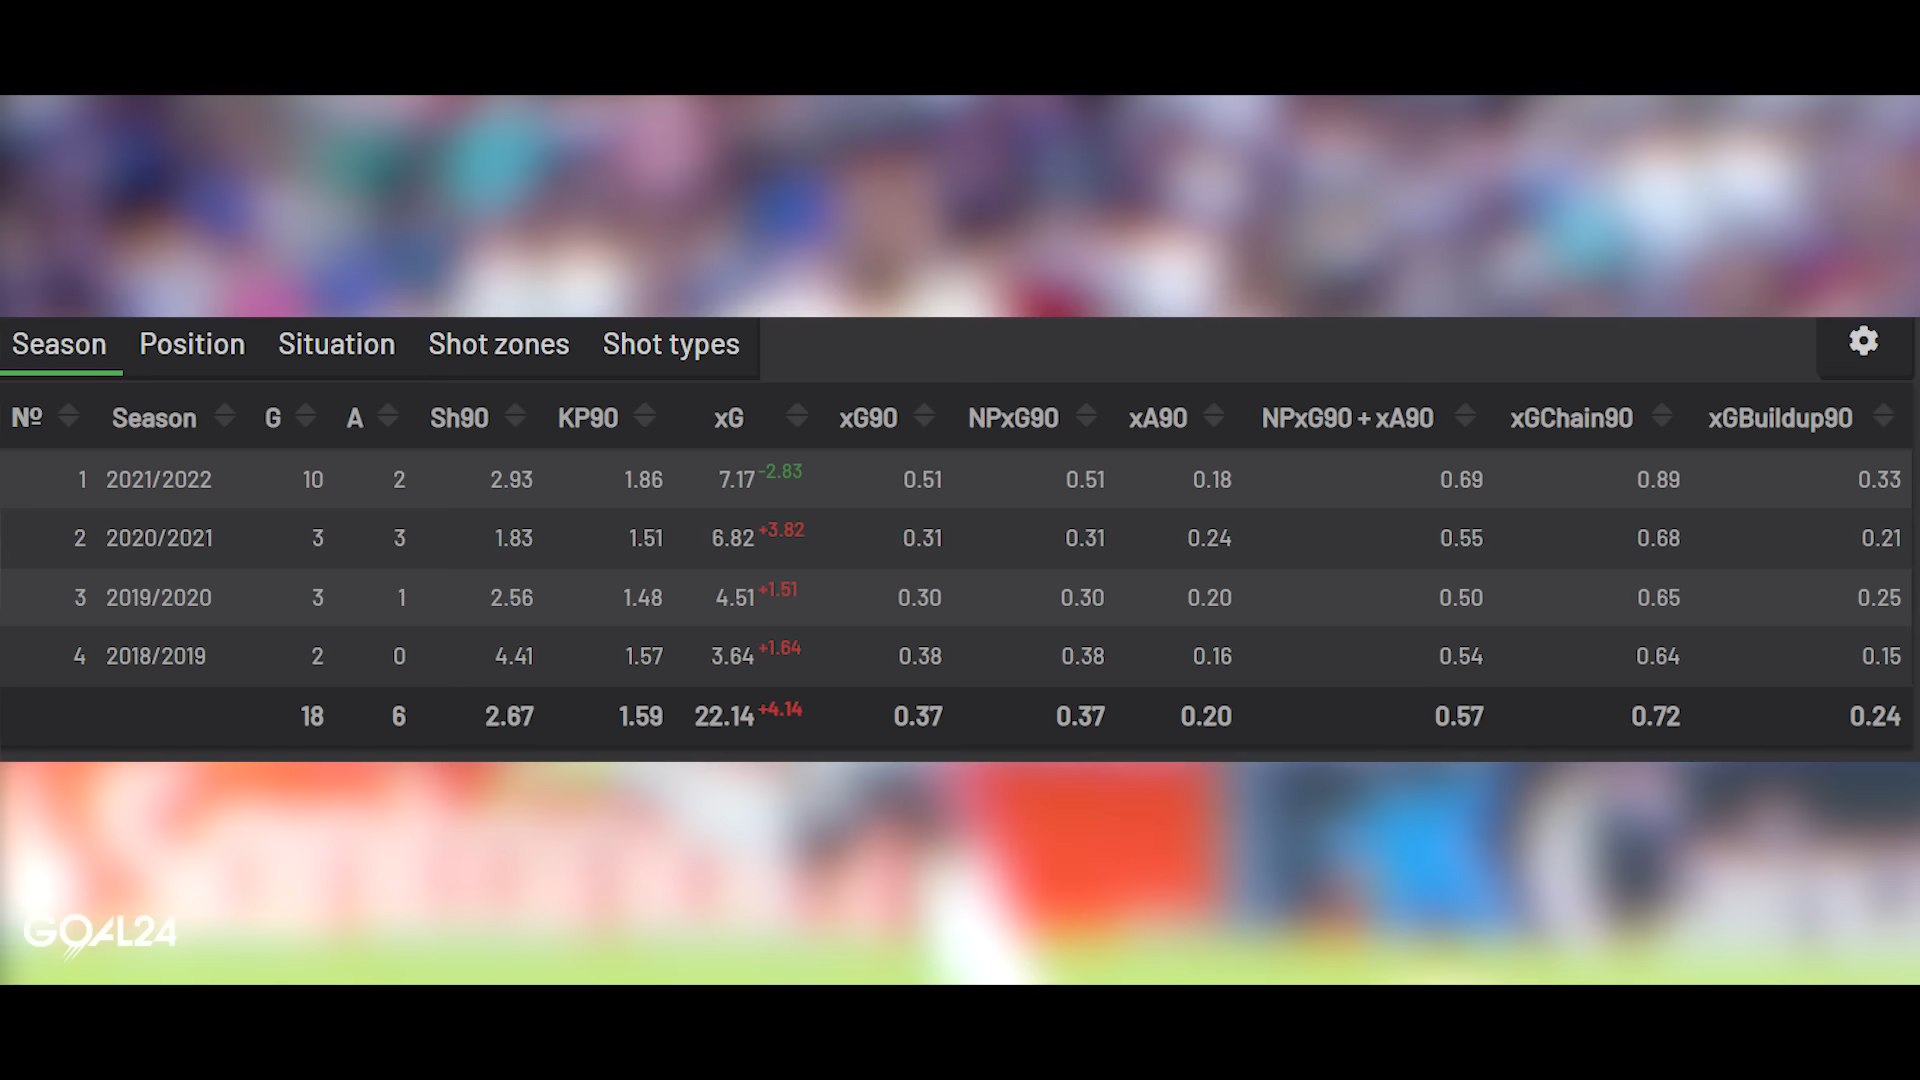 Season Position Situation Shot zones Shot types
Nº Season G A Sh90 KP90 xG xG90 NPxG90 xA90 NPxG90 + xA90 xGChain90 xGBuildup90
1 2021/2022 10 2 2.93 1.86 7.17 -2.83 0.51 0.51 0.18 0.69 0.89 0.33
2 2020/2021 3 3 1.83 1.51 6.82 +3.82 0.31 0.31 0.24 0.55 0.68 0.21
3 2019/2020 3 1 2.56 1.48 4.51 +1.51 0.30 0.30 0.20 0.50 0.65 0.25
4 2018/2019 2 0 4.41 1.57 3.64 +1.64 0.38 0.38 0.16 0.54 0.64 0.15
18 6 2.67 1.59 22.14 +4.14 0.37 0.37 0.20 0.57 0.72 0.24
GOAL24